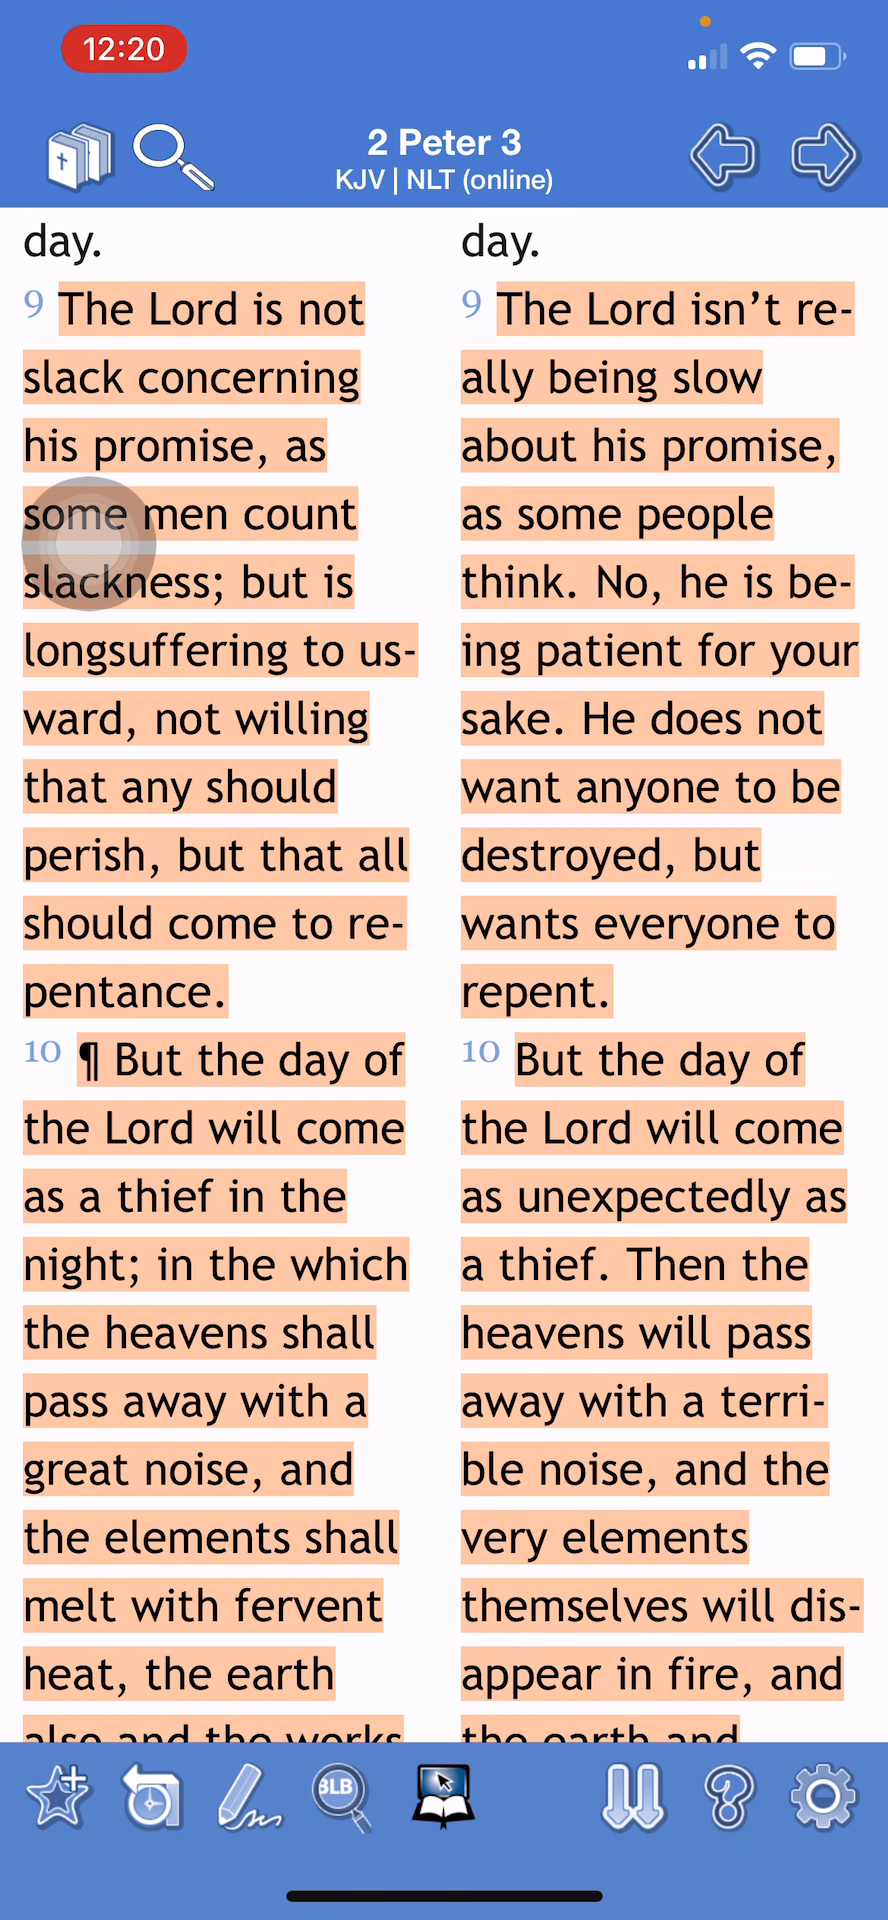 12:20
2 Peter 3
KJV | NLT (online)
day.
9 The Lord is not
slack concerning
his promise, as
some men count
slackness; but is
longsuffering to us-
ward, not willing
that any should
perish, but that all
should come to re-
pentance.
10 ¶ But the day of
the Lord will come
as a thief in the
night; in the which
the heavens shall
pass away with a
great noise, and
the elements shall
melt with fervent
heat, the earth
also and the works
day.
9 The Lord isn’t re-
ally being slow
about his promise,
as some people
think. No, he is be-
ing patient for your
sake. He does not
want anyone to be
destroyed, but
wants everyone to
repent.
10 But the day of
the Lord will come
as unexpectedly as
a thief. Then the
heavens will pass
away with a terri-
ble noise, and the
very elements
themselves will dis-
appear in fire, and
the earth and
BLB